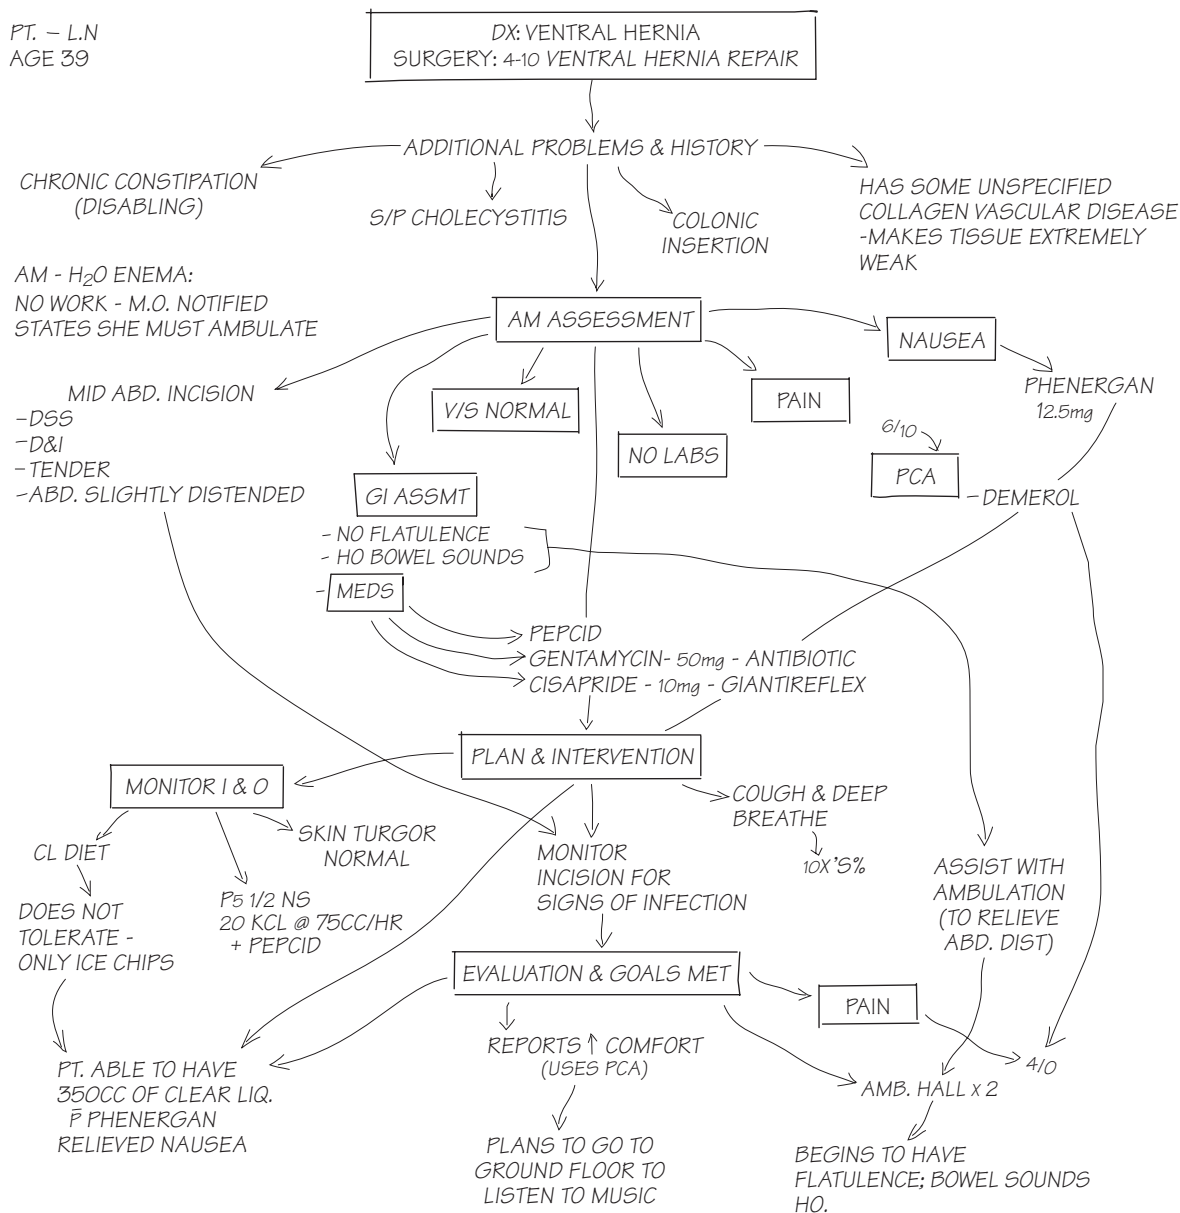 PT. – L.N
AGE 39
DX: VENTRAL HERNIA
SURGERY: 4-10 VENTRAL HERNIA REPAIR
ADDITIONAL PROBLEMS & HISTORY
CHRONIC CONSTIPATION
(DISABLING)
S/P CHOLECYSTITIS
COLONIC
INSERTION
HAS SOME UNSPECIFIED
COLLAGEN VASCULAR DISEASE
-MAKES TISSUE EXTREMELY
WEAK
AM - H₂O ENEMA:
NO WORK - M.O. NOTIFIED
STATES SHE MUST AMBULATE
AM ASSESSMENT
NAUSEA
PHENERGAN
12.5mg
MID ABD. INCISION
–DSS
–D&I
–TENDER
–ABD. SLIGHTLY DISTENDED
V/S NORMAL
PAIN
NO LABS
6/10
PCA
– DEMEROL
GI ASSMT
– NO FLATULENCE
– HO BOWEL SOUNDS
– MEDS
PEPCID
GENTAMYCIN- 50mg - ANTIBIOTIC
CISAPRIDE - 10mg - GIANTIREFLEX
PLAN & INTERVENTION
MONITOR I & O
CL DIET
SKIN TURGOR
NORMAL
DOES NOT
TOLERATE -
ONLY ICE CHIPS
P5 1/2 NS
20 KCL @ 75CC/HR
+ PEPCID
MONITOR
INCISION FOR
SIGNS OF INFECTION
COUGH & DEEP
BREATHE
10X'S%
ASSIST WITH
AMBULATION
(TO RELIEVE
ABD. DIST)
EVALUATION & GOALS MET
PAIN
4/0
PT. ABLE TO HAVE
350CC OF CLEAR LIQ.
P̄ PHENERGAN
RELIEVED NAUSEA
REPORTS ↑ COMFORT
(USES PCA)
PLANS TO GO TO
GROUND FLOOR TO
LISTEN TO MUSIC
AMB. HALL x 2
BEGINS TO HAVE
FLATULENCE; BOWEL SOUNDS
HO.